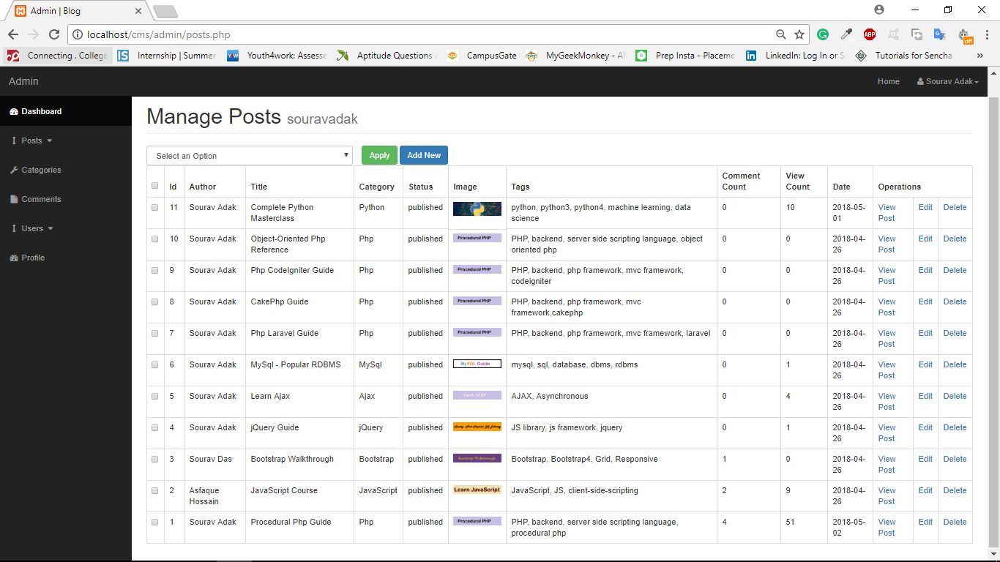 Admin | Blog
localhost/cms/admin/posts.php
Connecting . College
Internship | Summer
Youth4work: Assesse
Aptitude Questions a
CampusGate
MyGeekMonkey - Al
Prep Insta - Placeme
LinkedIn: Log In or S
Tutorials for Sencha
»
Admin
Home
Sourav Adak
Dashboard
Posts
Categories
Comments
Users
Profile
Manage Posts souravadak
Select an Option
Apply
Add New
Id Author Title Category Status Image Tags Comment Count View Count Date Operations
11 Sourav Adak Complete Python Masterclass Python published python, python3, python4, machine learning, data science 0 10 2018-05-01 View Post Edit Delete
10 Sourav Adak Object-Oriented Php Reference Php published Procedural PHP PHP, backend, server side scripting language, object oriented php 0 0 2018-04-26 View Post Edit Delete
9 Sourav Adak Php CodeIgniter Guide Php published Procedural PHP PHP, backend, php framework, mvc framework, codeigniter 0 0 2018-04-26 View Post Edit Delete
8 Sourav Adak CakePhp Guide Php published Procedural PHP PHP, backend, php framework, mvc framework,cakephp 0 0 2018-04-26 View Post Edit Delete
7 Sourav Adak Php Laravel Guide Php published Procedural PHP PHP, backend, php framework, mvc framework, laravel 0 0 2018-04-26 View Post Edit Delete
6 Sourav Adak MySql - Popular RDBMS MySql published MySQL Guide mysql, sql, database, dbms, rdbms 0 1 2018-04-26 View Post Edit Delete
5 Sourav Adak Learn Ajax Ajax published Learn AJAX AJAX, Asynchronous 0 4 2018-04-26 View Post Edit Delete
4 Sourav Adak jQuery Guide jQuery published JS library, js framework, jquery 0 1 2018-04-26 View Post Edit Delete
3 Sourav Das Bootstrap Walkthrough Bootstrap published Bootstrap Walkthrough Bootstrap, Bootstrap4, Grid, Responsive 1 0 2018-04-26 View Post Edit Delete
2 Asfaque Hossain JavaScript Course JavaScript published Learn JavaScript JavaScript, JS, client-side-scripting 2 9 2018-04-26 View Post Edit Delete
1 Sourav Adak Procedural Php Guide Php published Procedural PHP PHP, backend, server side scripting language, procedural php 4 51 2018-05-02 View Post Edit Delete
ABP
off